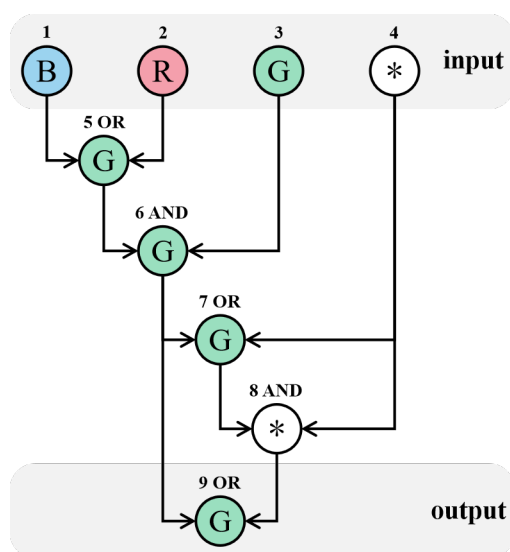 1 2 3 4
B R G * input
5 OR
G
6 AND
G
7 OR
G
8 AND
*
9 OR
G output